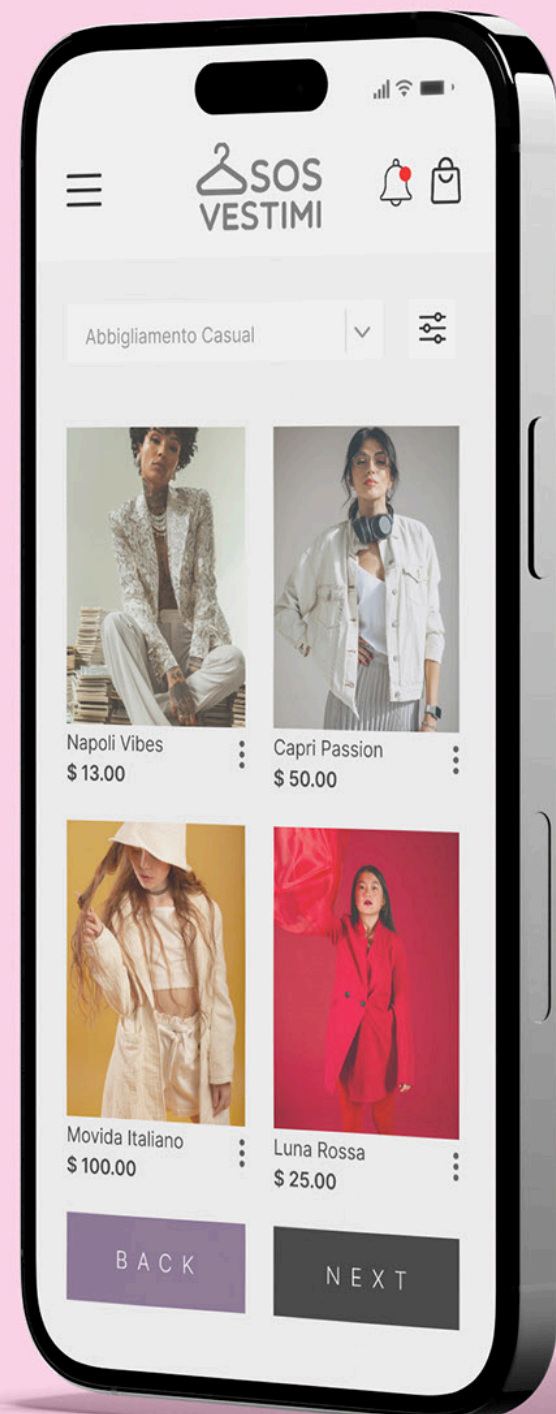 SOS
VESTIMI
Abbigliamento Casual
Napoli Vibes
$ 13.00
Capri Passion
$ 50.00
Movida Italiano
$ 100.00
Luna Rossa
$ 25.00
BACK
NEXT